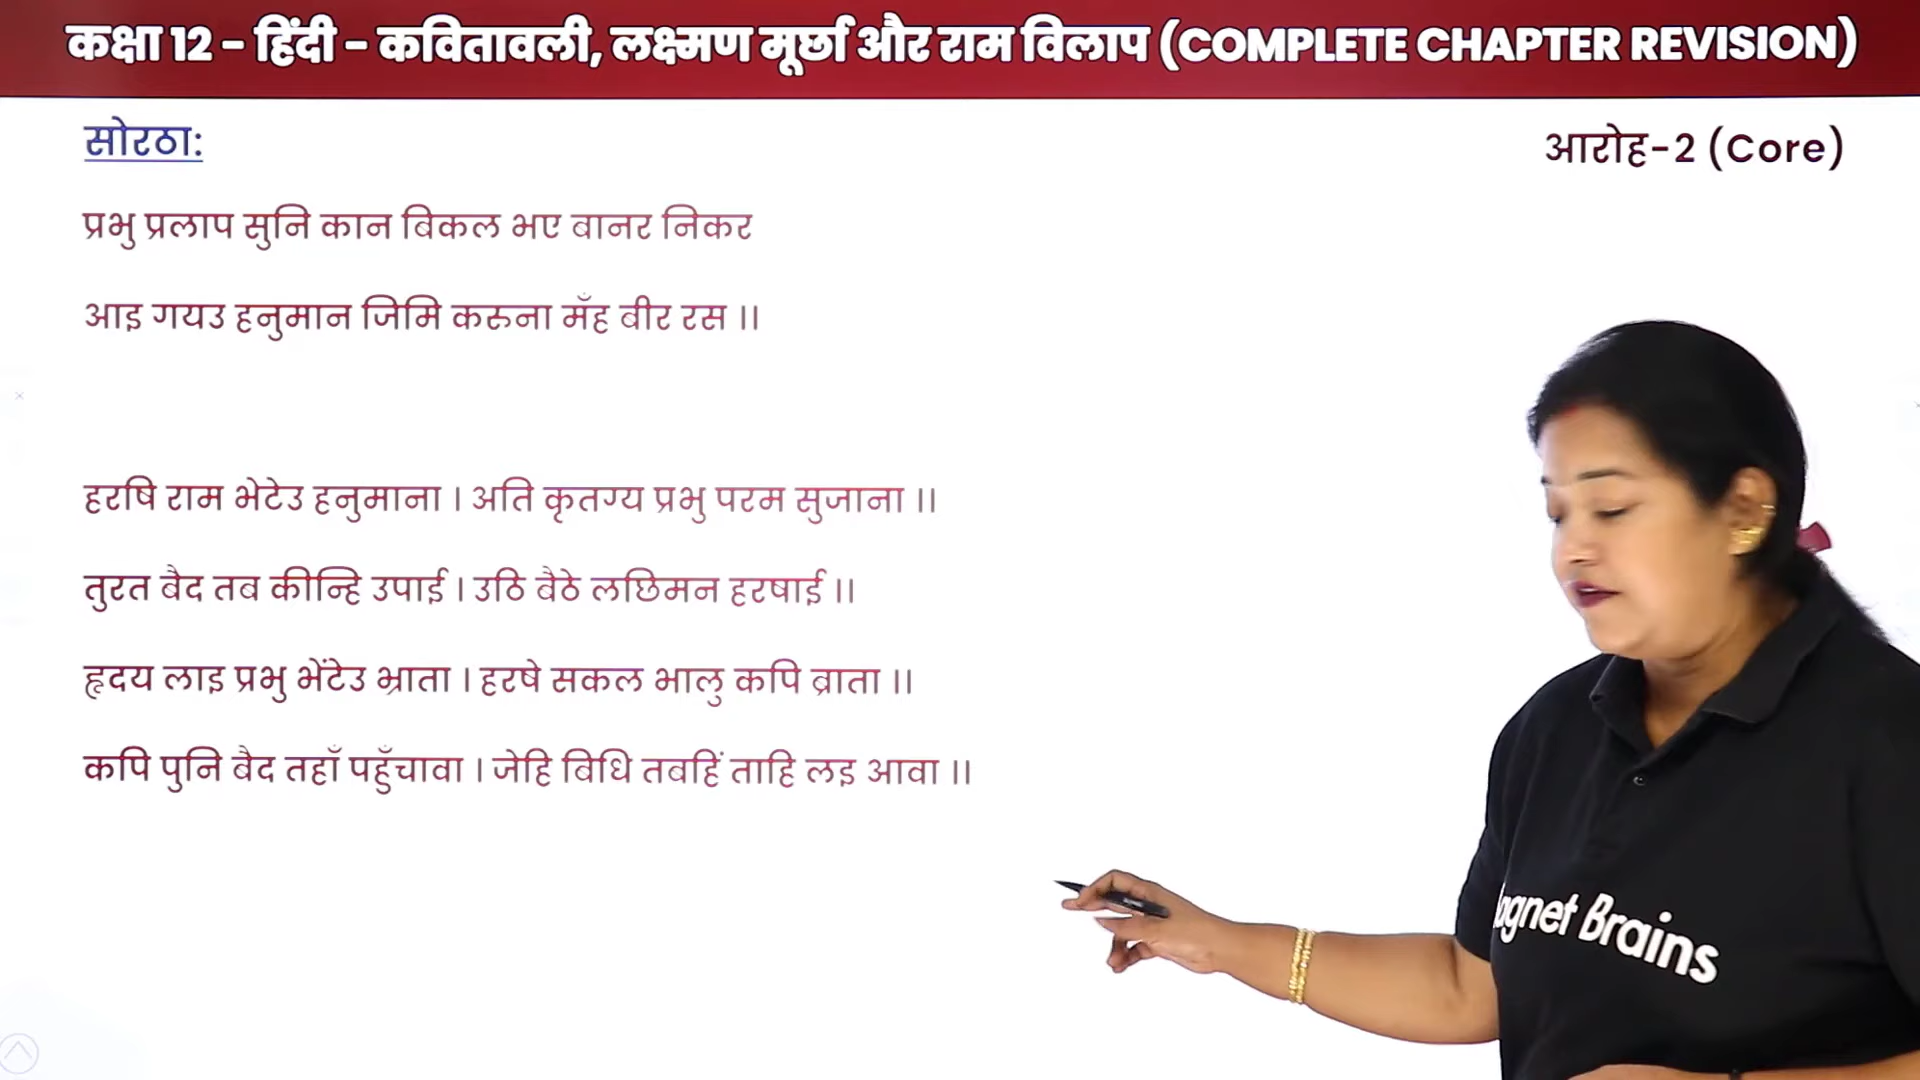 कक्षा 12 - हिंदी - कवितावली, लक्ष्मण मूर्छा और राम विलाप (COMPLETE CHAPTER REVISION)
सोरठा:
आरोह-2 (Core)
प्रभु प्रलाप सुनि कान बिकल भए बानर निकर
आइ गयउ हनुमान जिमि करुना मँह बीर रस ।।
हरषि राम भेटेउ हनुमाना । अति कृतग्य प्रभु परम सुजाना ।।
तुरत बैद तब कीन्हि उपाई । उठि बैठे लछिमन हरषाई ।।
हृदय लाइ प्रभु भेंटेउ भ्राता । हरषे सकल भालु कपि ब्राता ।।
कपि पुनि बैद तहाँ पहुँचावा । जेहि बिधि तबहिं ताहि लइ आवा ।।
agnet Brains